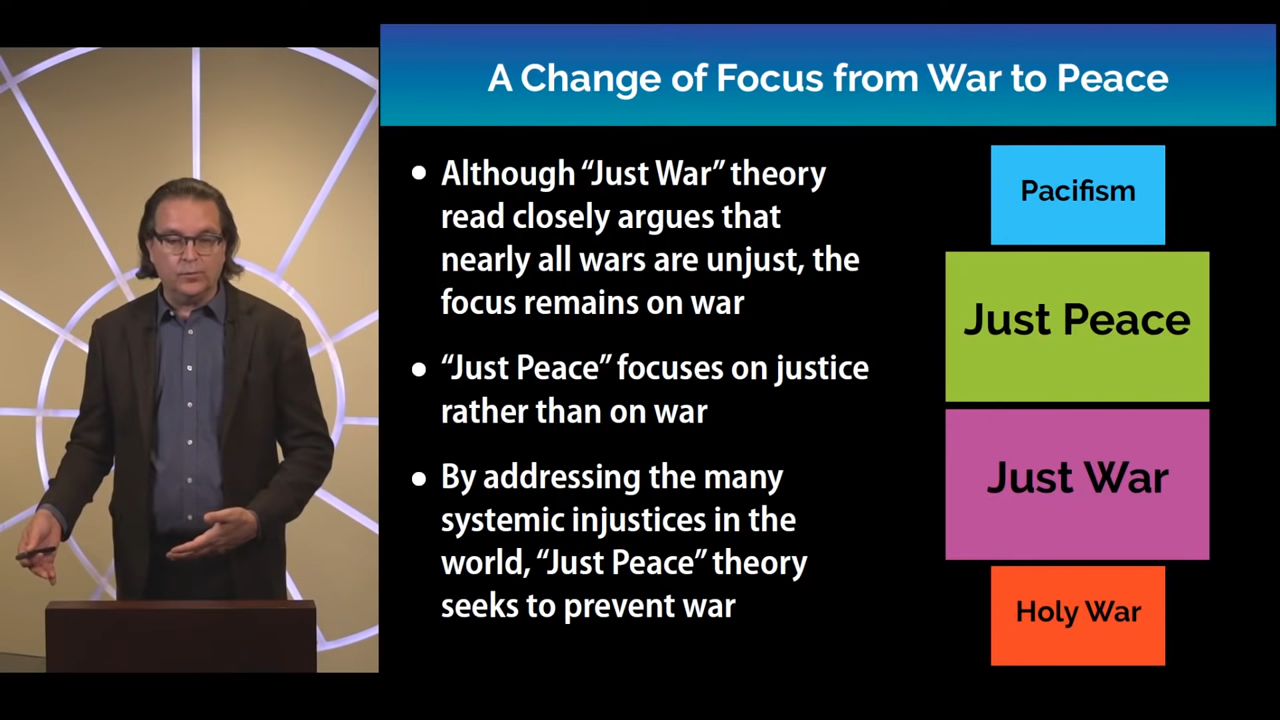 A Change of Focus from War to Peace
• Although “Just War” theory
read closely argues that
nearly all wars are unjust, the
focus remains on war
• “Just Peace” focuses on justice
rather than on war
• By addressing the many
systemic injustices in the
world, “Just Peace” theory
seeks to prevent war
Pacifism
Just Peace
Just War
Holy War